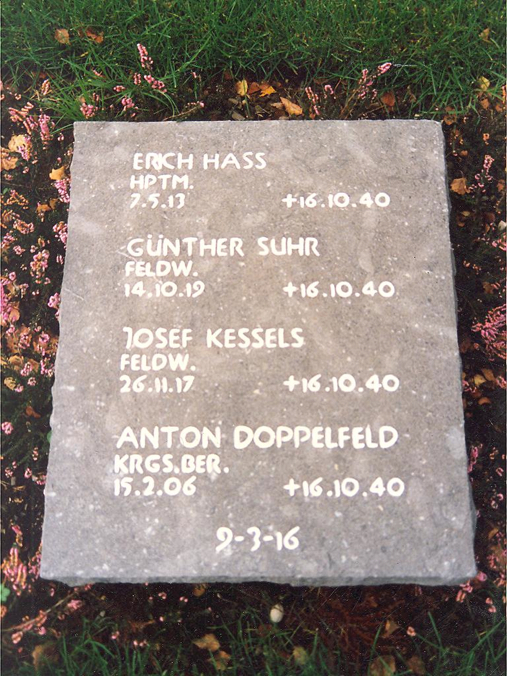 ERICH HASS
HPTM.
7.5.13 +16.10.40
GÜNTHER SUHR
FELDW.
14.10.19 +16.10.40
JOSEF KESSELS
FELDW.
26.11.17 +16.10.40
ANTON DOPPELFELD
KRGS.BER.
15.2.06 +16.10.40
9-3-16